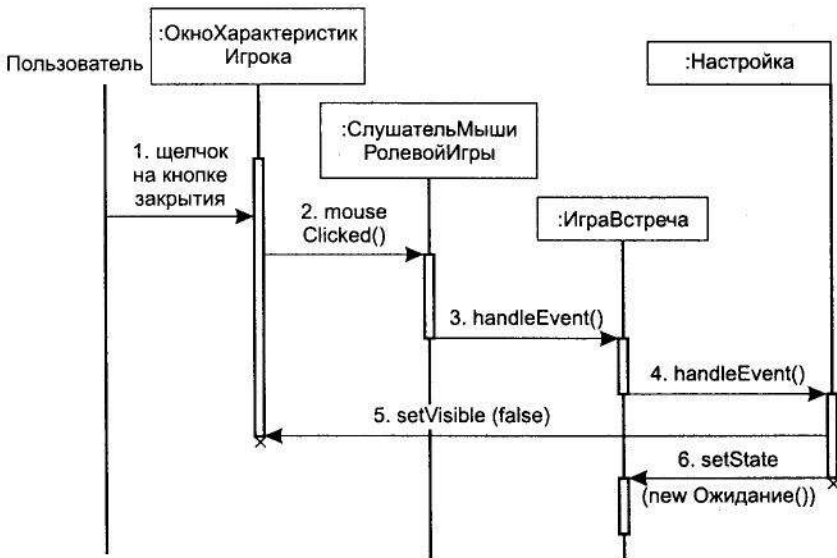 :ОкноХарактеристик
Игрока
Пользователь
:Настройка
:СлушательМыши
РолевойИгры
1. щелчок
на кнопке
закрытия
2. mouse
Clicked()
:ИграВстреча
3. handleEvent()
4. handleEvent()
5. setVisible (false)
6. setState
(new Ожидание())